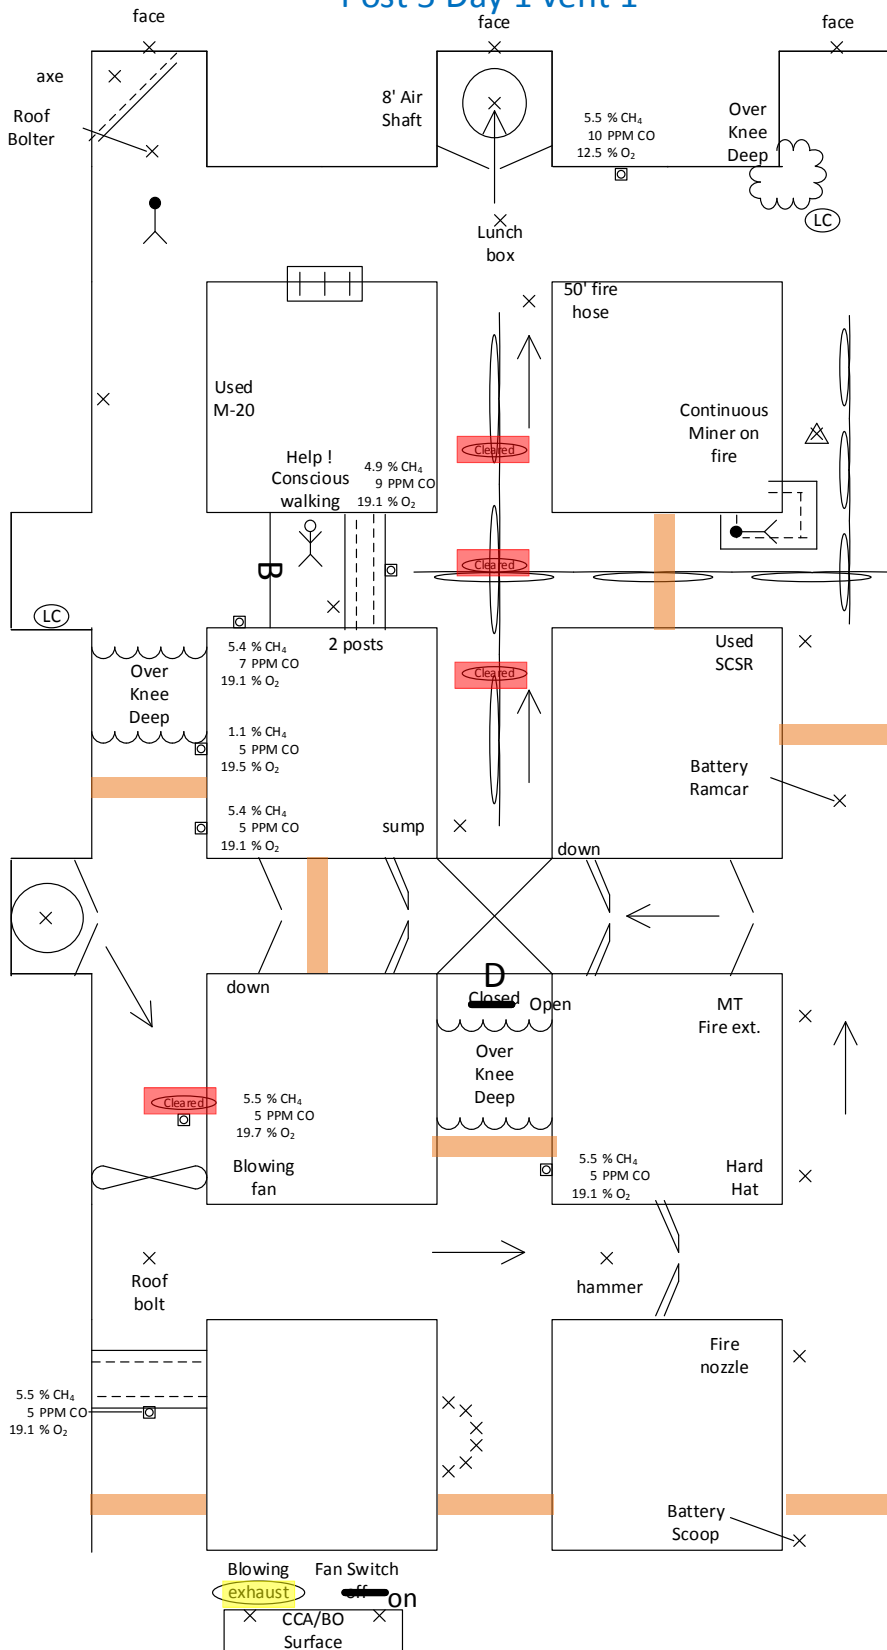 Post 5 Day 1 Vent 1
face
face
face
axe
Roof
Bolter
8' Air
Shaft
5.5 % CH₄
10 PPM CO
12.5 % O₂
Over
Knee
Deep
LC
Lunch
box
50' fire
hose
Used
M-20
Continuous
Miner on
fire
Cleared
Help !
Conscious
walking
4.9 % CH₄
9 PPM CO
19.1 % O₂
B
Cleared
LC
2 posts
5.4 % CH₄
7 PPM CO
19.1 % O₂
Used
SCSR
Over
Knee
Deep
Cleared
1.1 % CH₄
5 PPM CO
19.5 % O₂
Battery
Ramcar
5.4 % CH₄
5 PPM CO
19.1 % O₂
sump
down
down
D
Closed Open
MT
Fire ext.
Over
Knee
Deep
Cleared
5.5 % CH₄
5 PPM CO
19.7 % O₂
Blowing
fan
5.5 % CH₄
5 PPM CO
19.1 % O₂
Hard
Hat
Roof
bolt
hammer
Fire
nozzle
5.5 % CH₄
5 PPM CO
19.1 % O₂
Battery
Scoop
Blowing
exhaust
Fan Switch
off on
CCA/BO
Surface